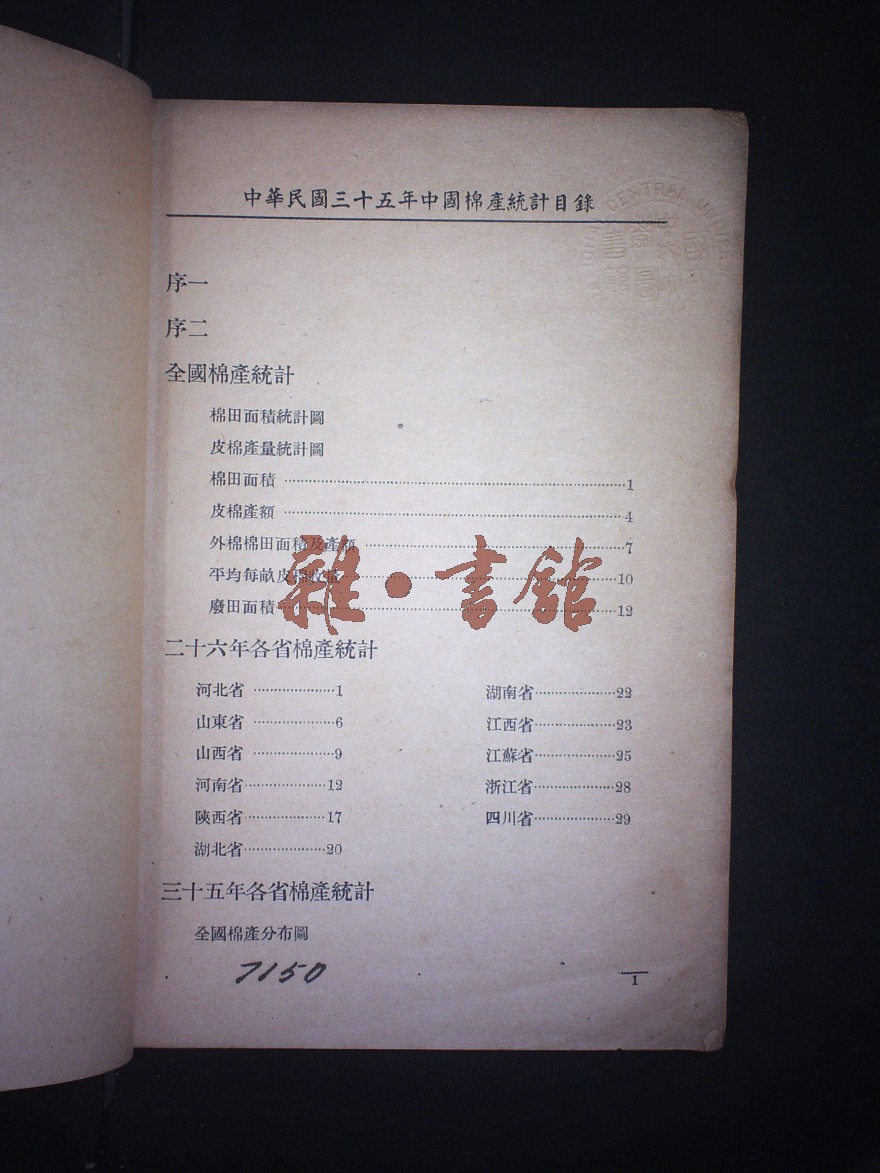 中華民國三十五年中國棉產統計目錄
CENTRAL
序一
序二
全國棉產統計
棉田面積統計圖
皮棉產量統計圖
棉田面積 1
皮棉產額 4
外棉棉田面積及產額 7
平均每畝皮棉收量 10
廢田面積 12
雜·書館
二十六年各省棉產統計
河北省 1
山東省 6
山西省 9
河南省 12
陝西省 17
湖北省 20
湖南省 22
江西省 23
江蘇省 25
浙江省 28
四川省 29
三十五年各省棉產統計
全國棉產分布圖
7150
1